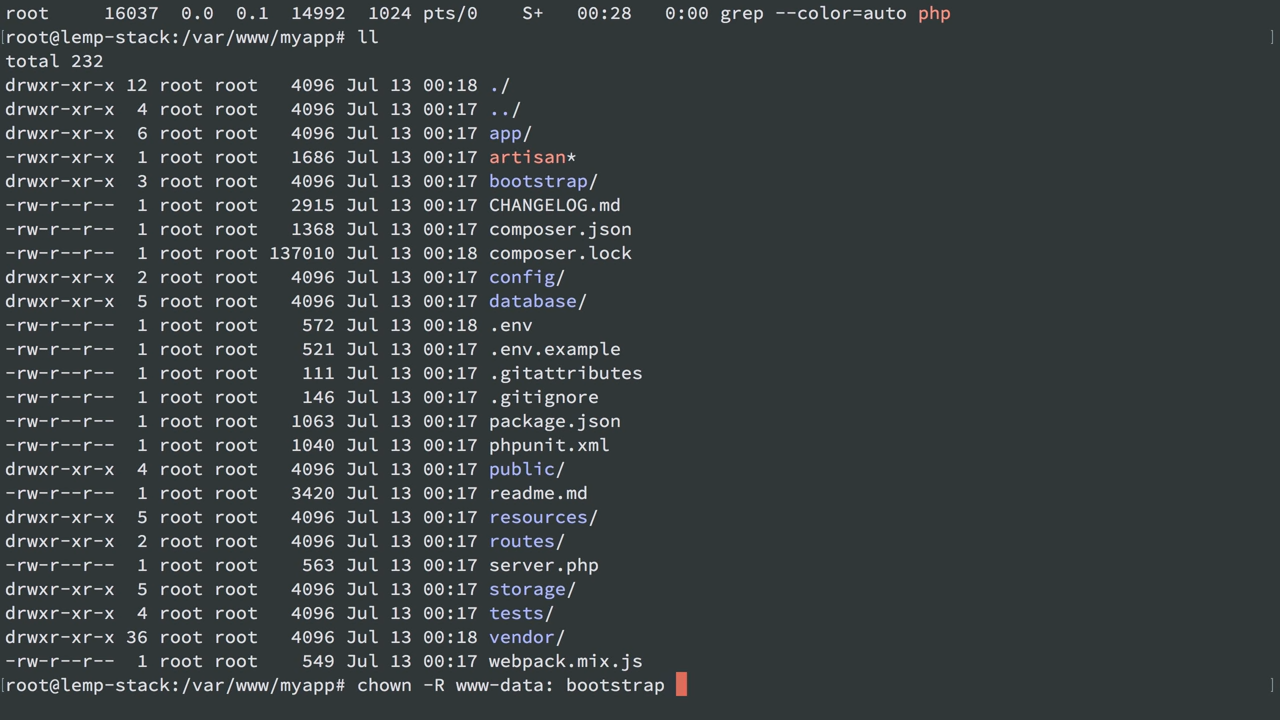 root     16037  0.0  0.1  14992  1024 pts/0    S+   00:28   0:00 grep --color=auto php
[root@lemp-stack:/var/www/myapp# ll ]
total 232
drwxr-xr-x 12 root root   4096 Jul 13 00:18 ./
drwxr-xr-x  4 root root   4096 Jul 13 00:17 ../
drwxr-xr-x  6 root root   4096 Jul 13 00:17 app/
-rwxr-xr-x  1 root root   1686 Jul 13 00:17 artisan*
drwxr-xr-x  3 root root   4096 Jul 13 00:17 bootstrap/
-rw-r--r--  1 root root   2915 Jul 13 00:17 CHANGELOG.md
-rw-r--r--  1 root root   1368 Jul 13 00:17 composer.json
-rw-r--r--  1 root root 137010 Jul 13 00:18 composer.lock
drwxr-xr-x  2 root root   4096 Jul 13 00:17 config/
drwxr-xr-x  5 root root   4096 Jul 13 00:17 database/
-rw-r--r--  1 root root    572 Jul 13 00:18 .env
-rw-r--r--  1 root root    521 Jul 13 00:17 .env.example
-rw-r--r--  1 root root    111 Jul 13 00:17 .gitattributes
-rw-r--r--  1 root root    146 Jul 13 00:17 .gitignore
-rw-r--r--  1 root root   1063 Jul 13 00:17 package.json
-rw-r--r--  1 root root   1040 Jul 13 00:17 phpunit.xml
drwxr-xr-x  4 root root   4096 Jul 13 00:17 public/
-rw-r--r--  1 root root   3420 Jul 13 00:17 readme.md
drwxr-xr-x  5 root root   4096 Jul 13 00:17 resources/
drwxr-xr-x  2 root root   4096 Jul 13 00:17 routes/
-rw-r--r--  1 root root    563 Jul 13 00:17 server.php
drwxr-xr-x  5 root root   4096 Jul 13 00:17 storage/
drwxr-xr-x  4 root root   4096 Jul 13 00:17 tests/
drwxr-xr-x 36 root root   4096 Jul 13 00:18 vendor/
-rw-r--r--  1 root root    549 Jul 13 00:17 webpack.mix.js
[root@lemp-stack:/var/www/myapp# chown -R www-data: bootstrap ]